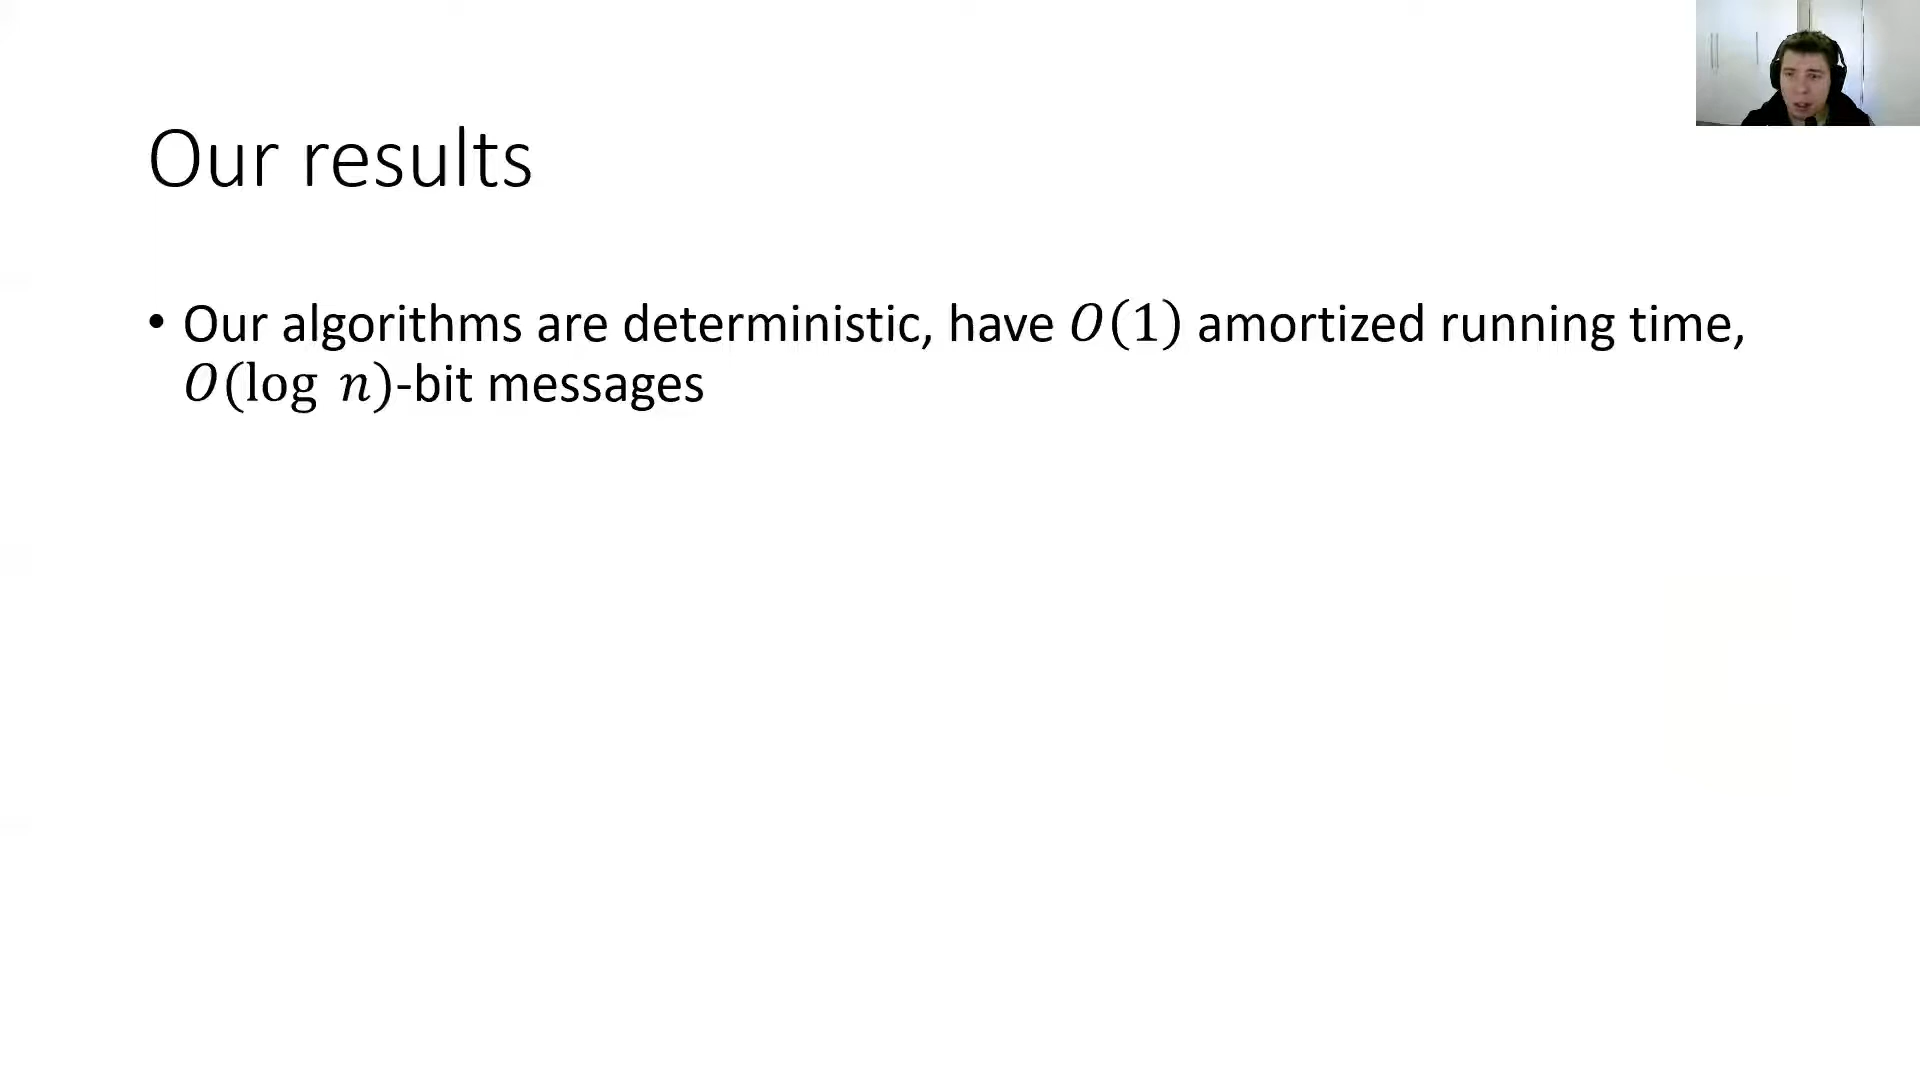 Our results
• Our algorithms are deterministic, have O(1) amortized running time,
O(log n)-bit messages